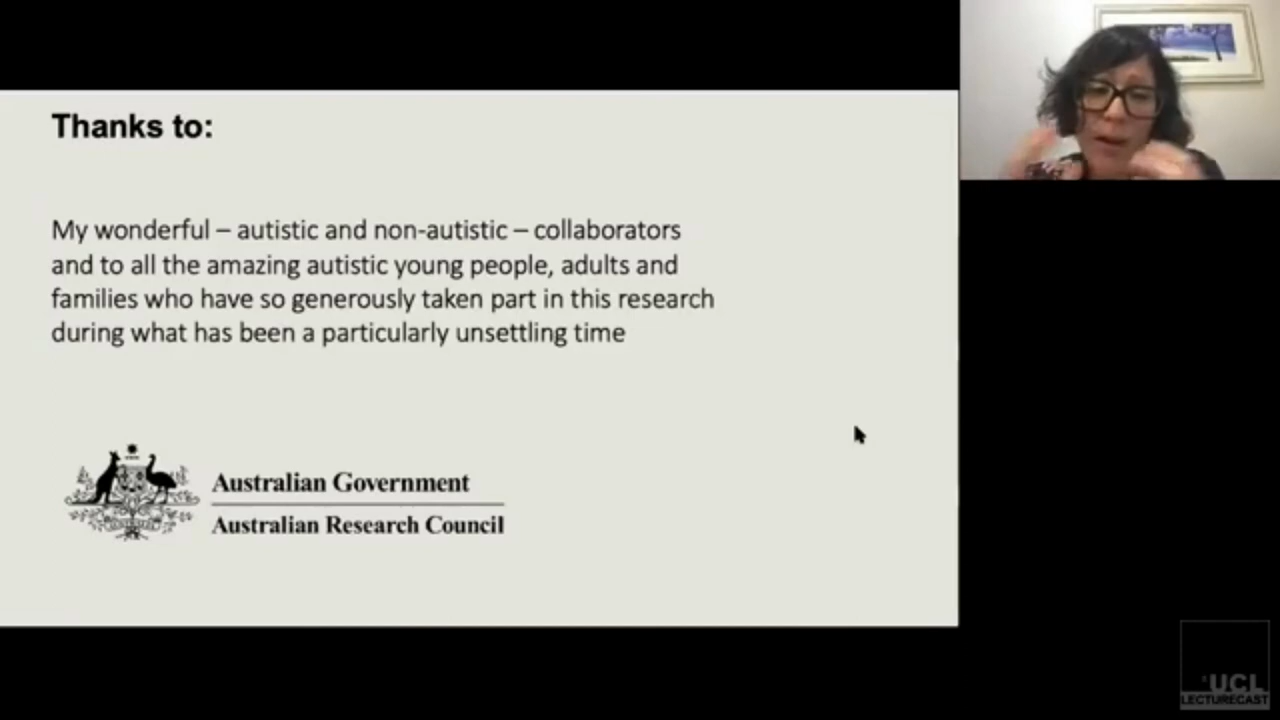 Thanks to:
My wonderful – autistic and non-autistic – collaborators
and to all the amazing autistic young people, adults and
families who have so generously taken part in this research
during what has been a particularly unsettling time
Australian Government
Australian Research Council
UCL
LECTURECAST